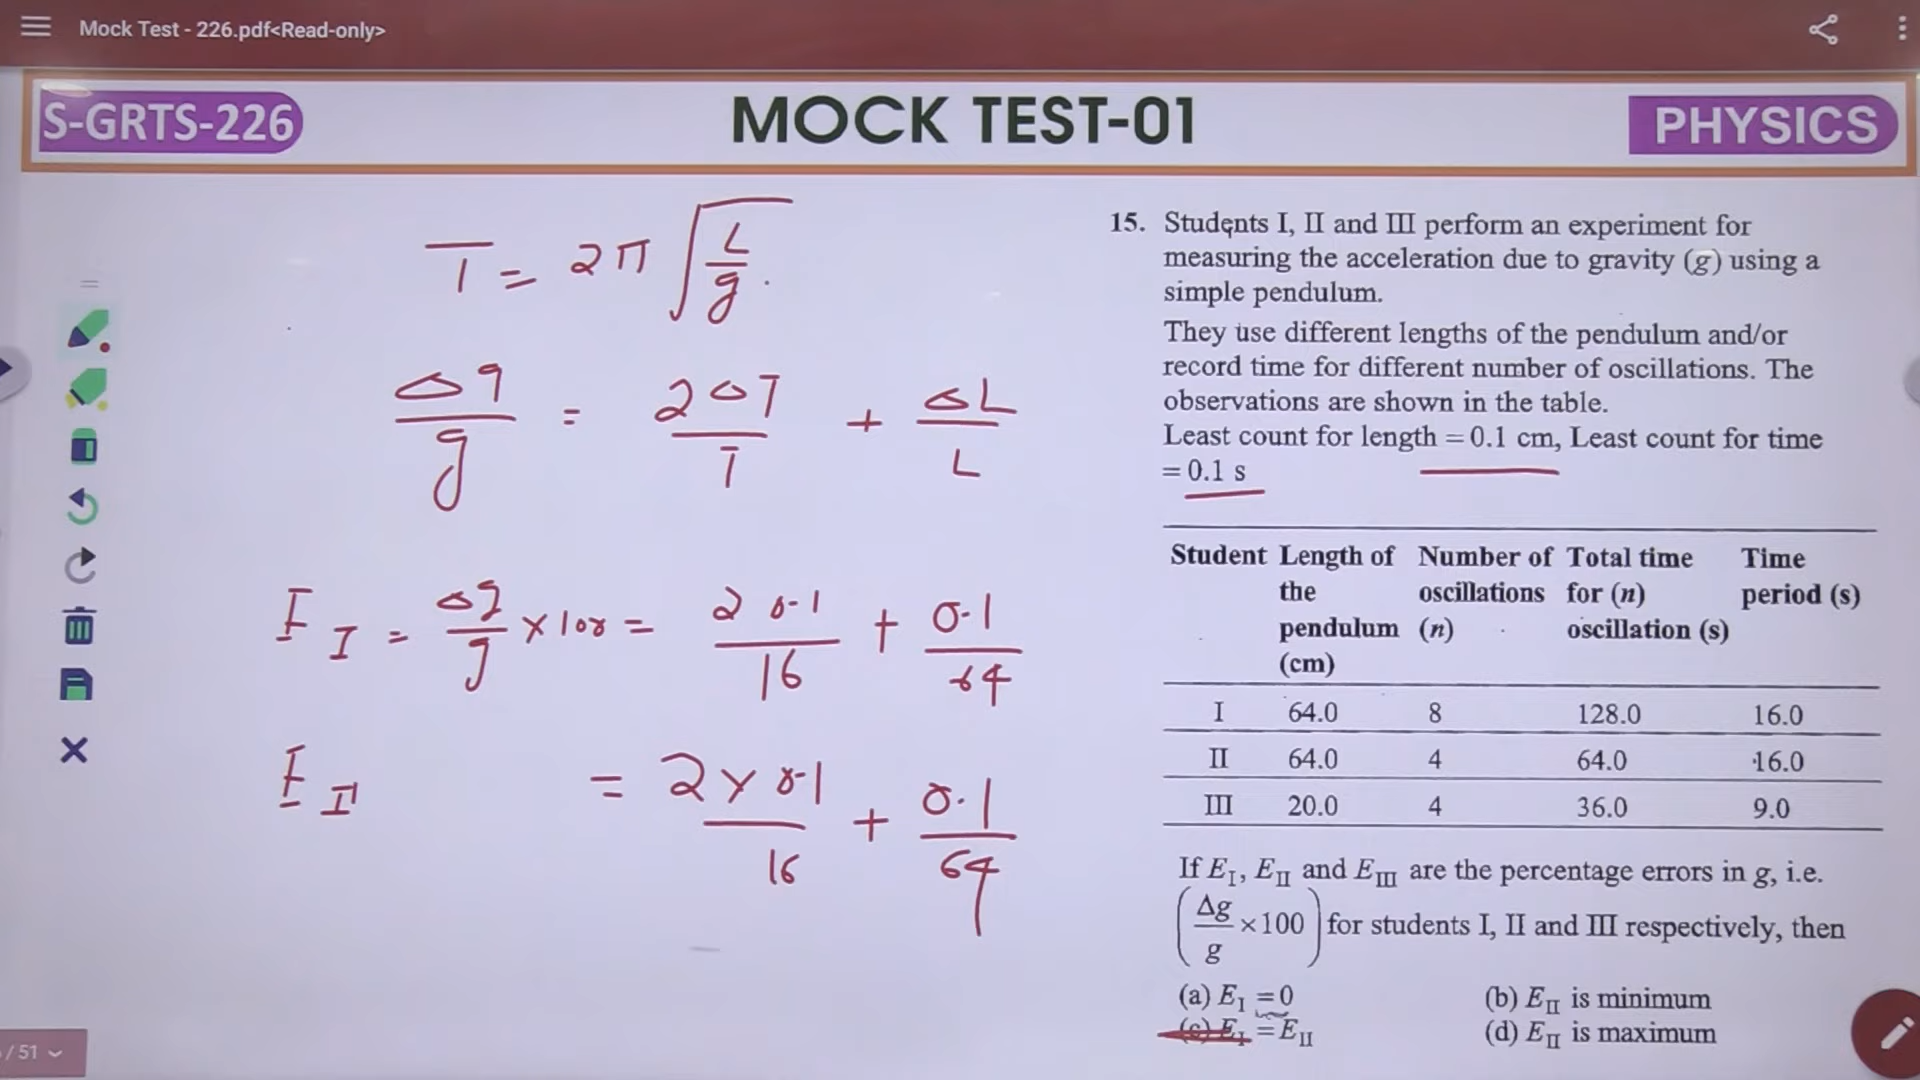 Mock Test - 226.pdf<Read-only>
S-GRTS-226
MOCK TEST-01
PHYSICS
T = 2π √(L/g)
Δg/g = 2ΔT/T + ΔL/L
E I = Δg/g × 100 = 2 0.1/16 + 0.1/64
E II = 2 × 0.1/16 + 0.1/64
15. Students I, II and III perform an experiment for
measuring the acceleration due to gravity (g) using a
simple pendulum.
They use different lengths of the pendulum and/or
record time for different number of oscillations. The
observations are shown in the table.
Least count for length = 0.1 cm, Least count for time
= 0.1 s
Student Length of the pendulum (cm) Number of oscillations (n) Total time for (n) oscillation (s) Time period (s)
I 64.0 8 128.0 16.0
II 64.0 4 64.0 16.0
III 20.0 4 36.0 9.0
If E_I, E_II and E_III are the percentage errors in g, i.e.
(Δg/g × 100) for students I, II and III respectively, then
(a) E_I = 0 (b) E_II is minimum
(c) E_I = E_II (d) E_II is maximum
/ 51